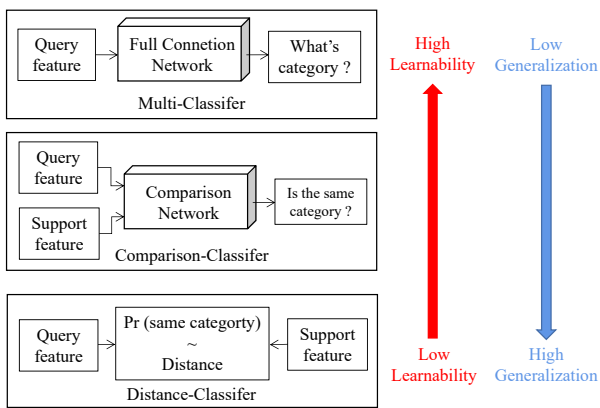 Query
feature
Full Connetion
Network
What's
category ?
Multi-Classifer
Query
feature
Support
feature
Comparison
Network
Is the same
category ?
Comparison-Classifer
Query
feature
Pr (same categorty)
~
Distance
Support
feature
Distance-Classifer
High
Learnability
Low
Learnability
Low
Generalization
High
Generalization